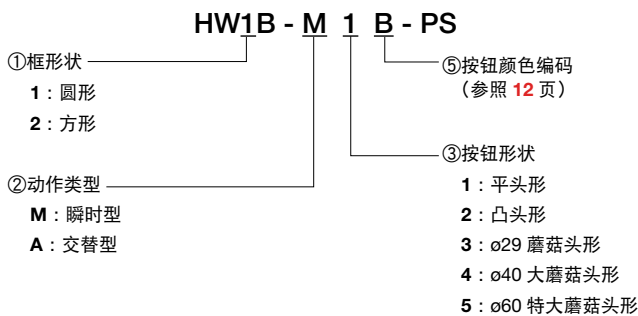 HW1B - M 1 B - PS
①框形状
1：圆形
2：方形
②动作类型
M：瞬时型
A：交替型
⑤按钮颜色编码
（参照 12 页）
③按钮形状
1：平头形
2：凸头形
3：ø29 蘑菇头形
4：ø40 大蘑菇头形
5：ø60 特大蘑菇头形